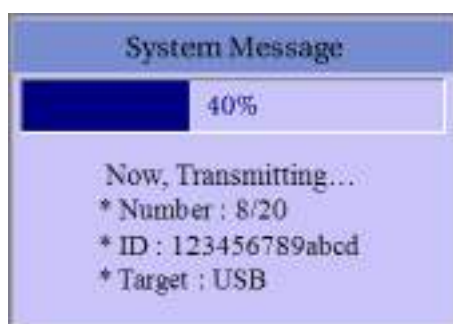 System Message
40%
Now, Transmitting…
* Number : 8/20
* ID : 123456789abcd
* Target : USB